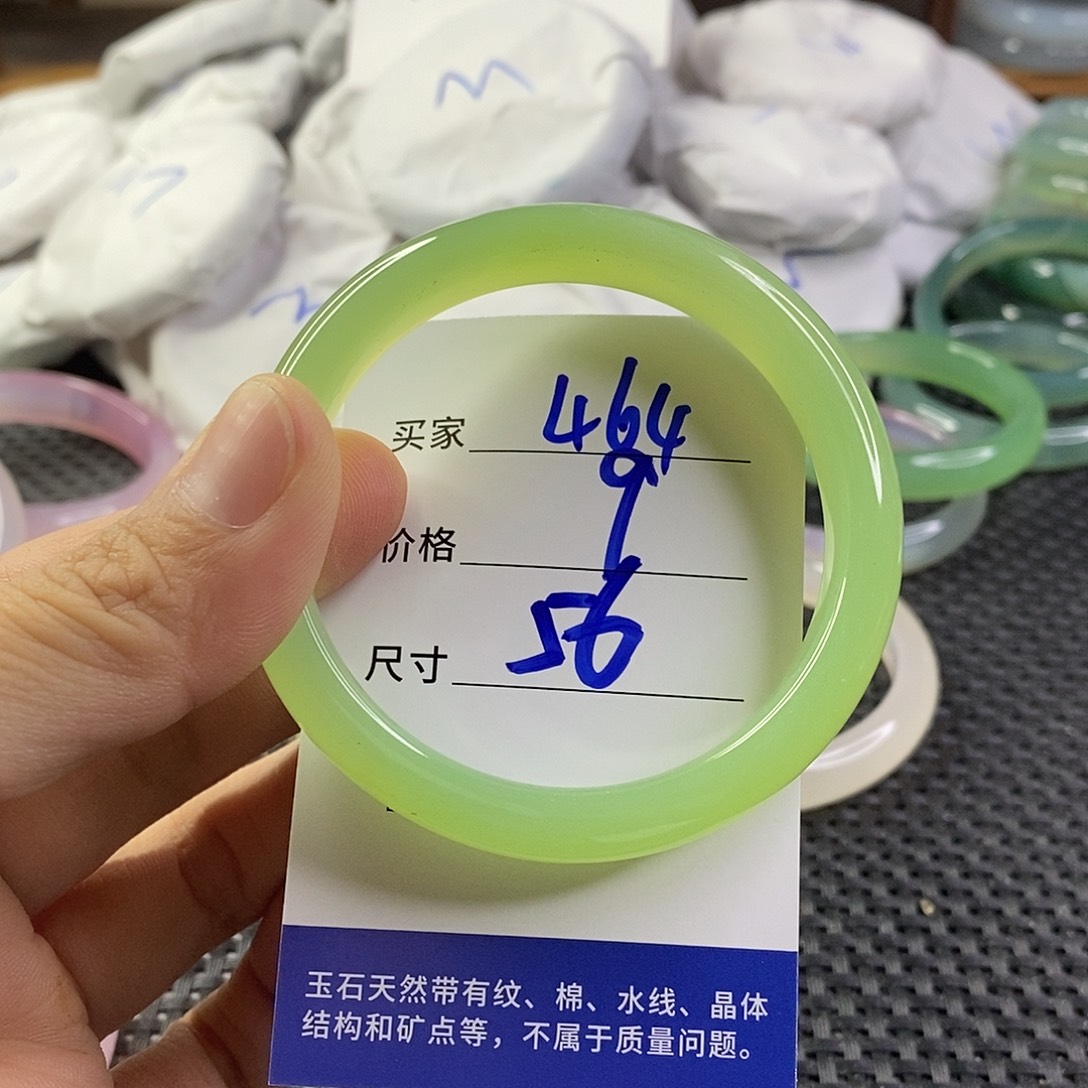 M
买家 464
价格 9
尺寸 56
玉石天然带有纹、棉、水线、晶体
结构和矿点等，不属于质量问题。